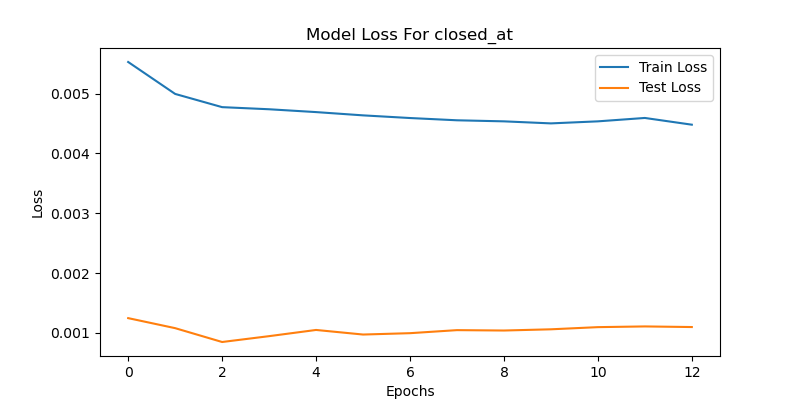 Model Loss For closed_at
Train Loss
Test Loss
0.005
0.004
0.003
0.002
0.001
Loss
0 2 4 6 8 10 12
Epochs